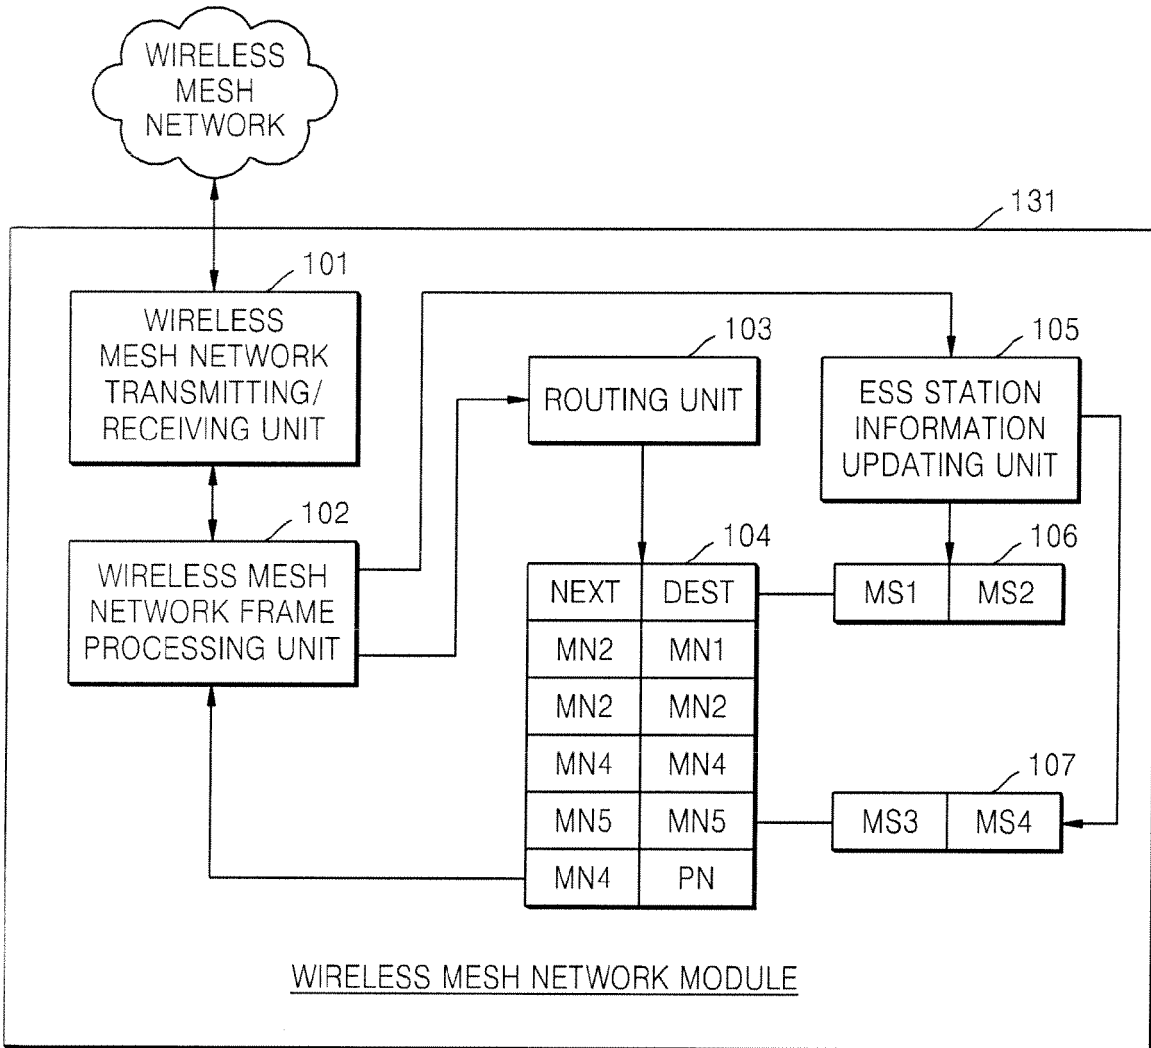 WIRELESS
MESH
NETWORK
131
101
WIRELESS
MESH NETWORK
TRANSMITTING/
RECEIVING UNIT
103
ROUTING UNIT
105
ESS STATION
INFORMATION
UPDATING UNIT
102
WIRELESS MESH
NETWORK FRAME
PROCESSING UNIT
104
NEXT DEST
MN2 MN1
MN2 MN2
MN4 MN4
MN5 MN5
MN4 PN
106
MS1 MS2
107
MS3 MS4
WIRELESS MESH NETWORK MODULE